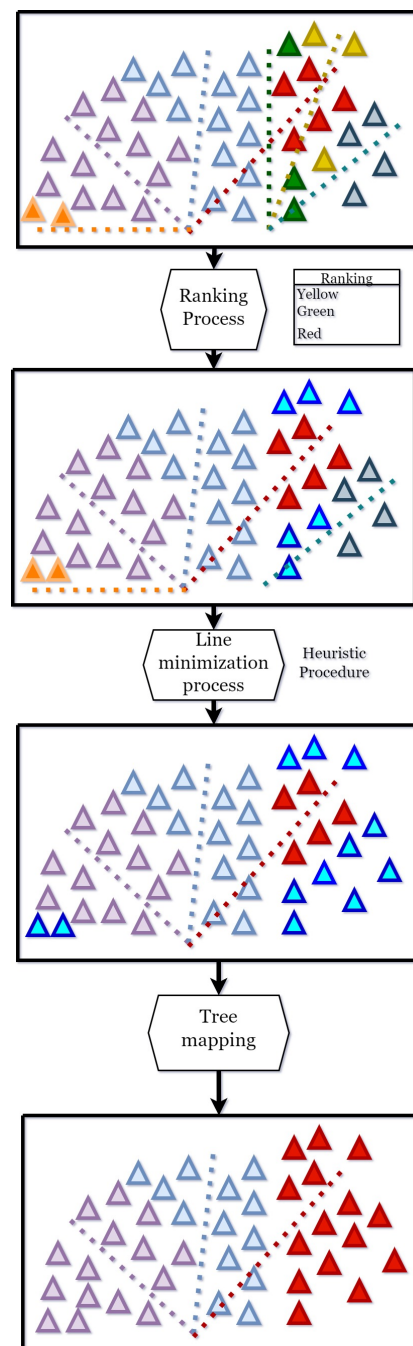 Ranking
Process
Ranking
Yellow
Green
Red
Line
minimization
process
Heuristic
Procedure
Tree
mapping